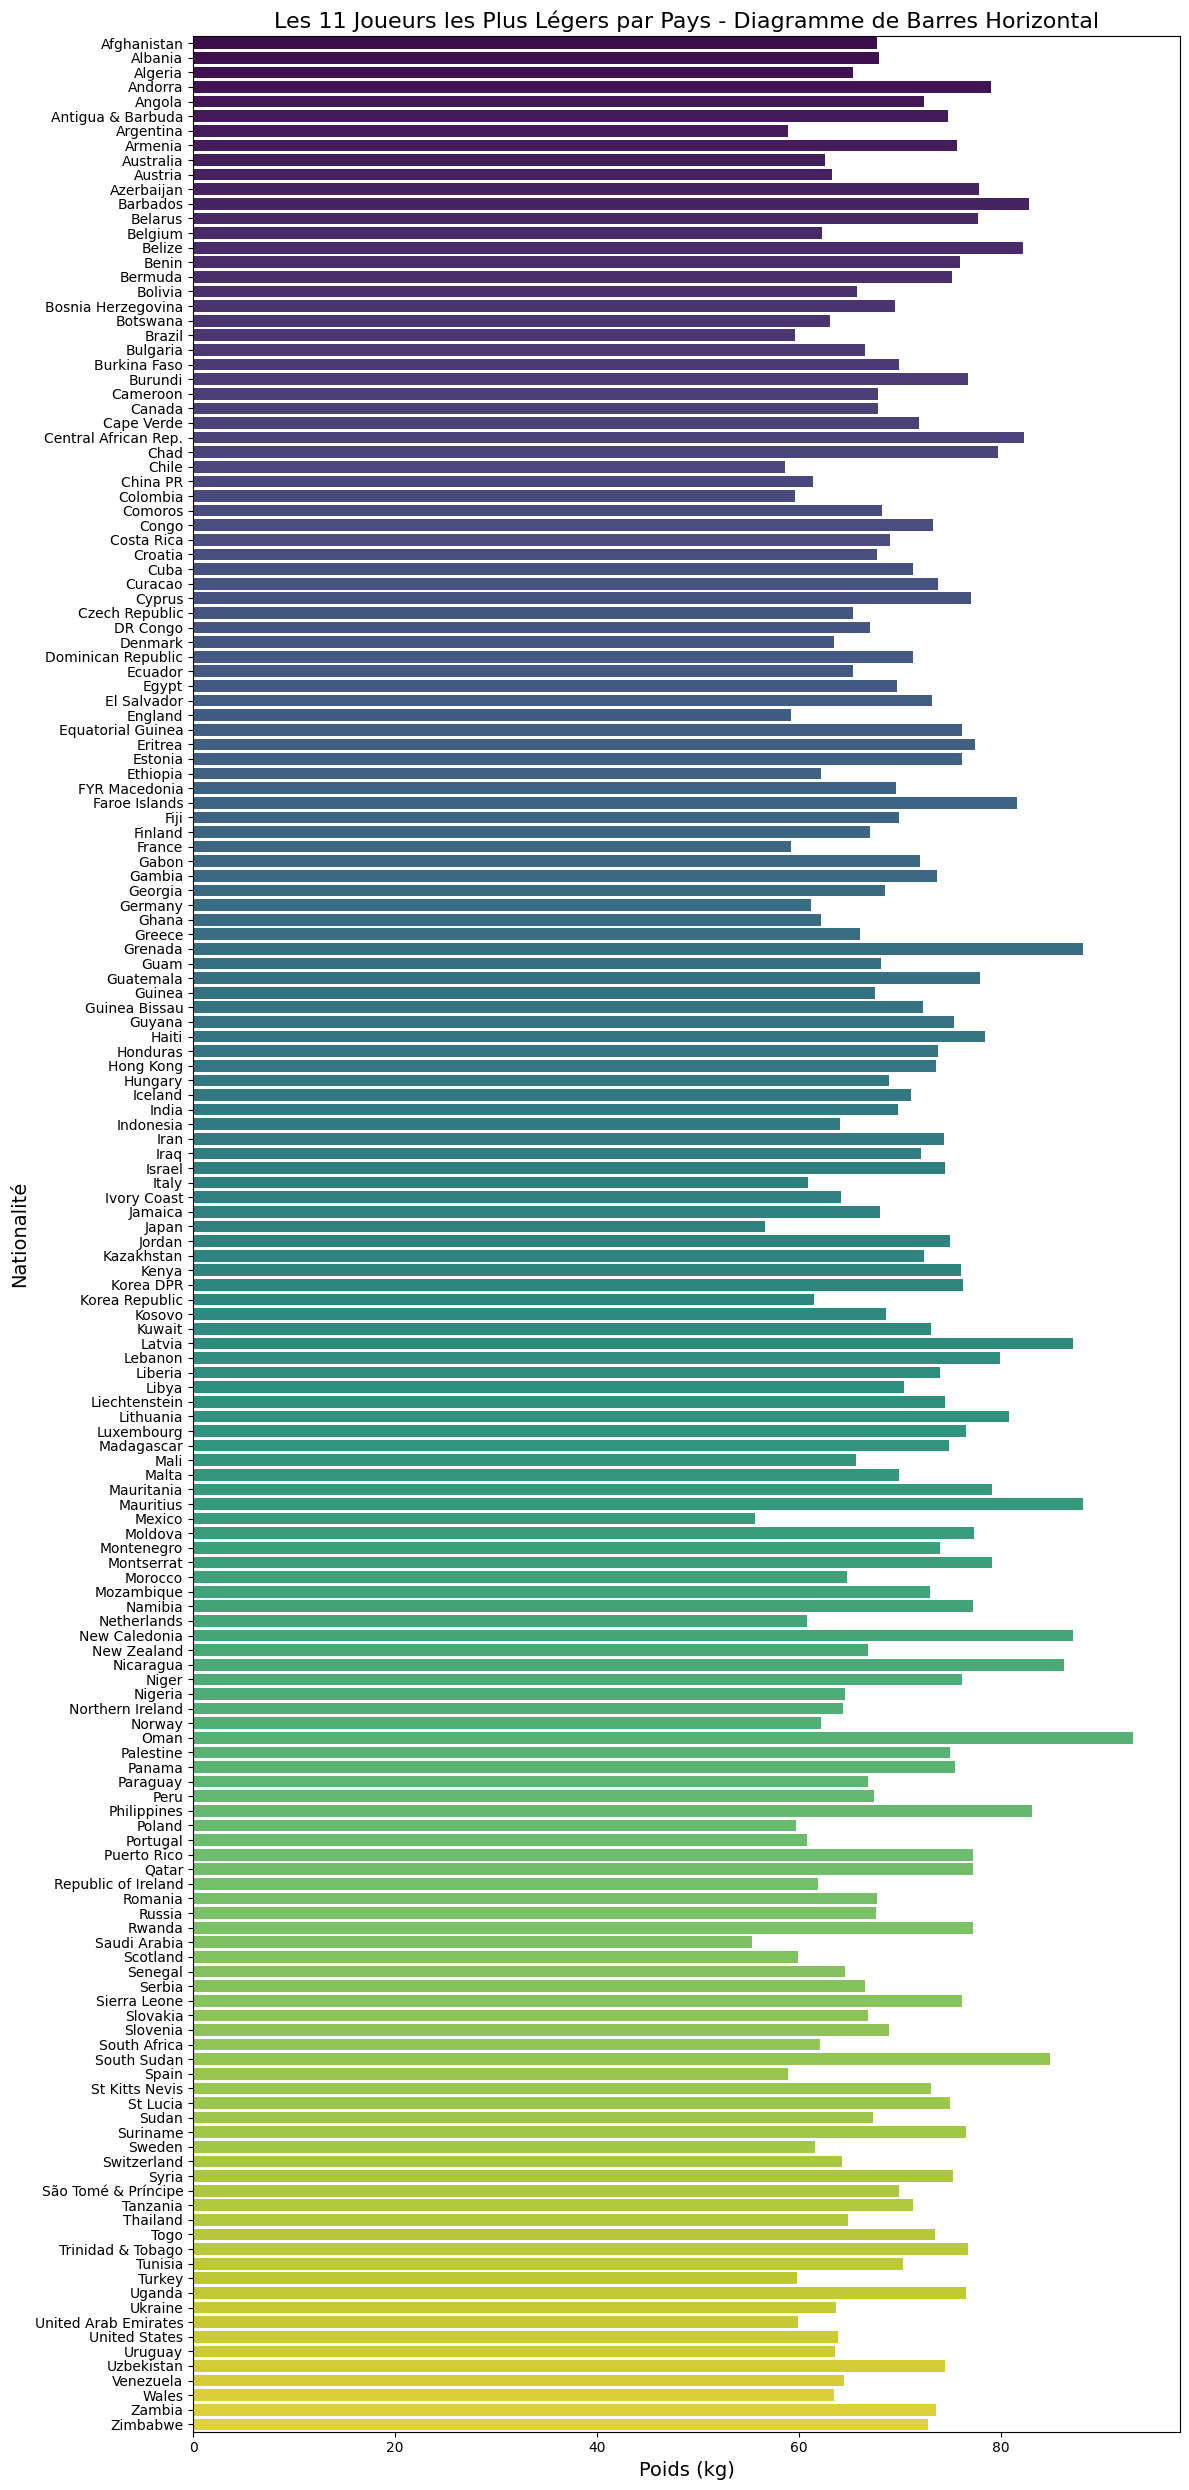 Les 11 Joueurs les Plus Légers par Pays - Diagramme de Barres Horizontal
Afghanistan
Albania
Algeria
Andorra
Angola
Antigua & Barbuda
Argentina
Armenia
Australia
Austria
Azerbaijan
Barbados
Belarus
Belgium
Belize
Benin
Bermuda
Bolivia
Bosnia Herzegovina
Botswana
Brazil
Bulgaria
Burkina Faso
Burundi
Cameroon
Canada
Cape Verde
Central African Rep.
Chad
Chile
China PR
Colombia
Comoros
Congo
Costa Rica
Croatia
Cuba
Curacao
Cyprus
Czech Republic
DR Congo
Denmark
Dominican Republic
Ecuador
Egypt
El Salvador
England
Equatorial Guinea
Eritrea
Estonia
Ethiopia
FYR Macedonia
Faroe Islands
Fiji
Finland
France
Gabon
Gambia
Georgia
Germany
Ghana
Greece
Grenada
Guam
Guatemala
Guinea
Guinea Bissau
Guyana
Haiti
Honduras
Hong Kong
Hungary
Iceland
India
Indonesia
Iran
Iraq
Israel
Italy
Ivory Coast
Jamaica
Japan
Jordan
Kazakhstan
Kenya
Korea DPR
Korea Republic
Kosovo
Kuwait
Latvia
Lebanon
Liberia
Libya
Liechtenstein
Lithuania
Luxembourg
Madagascar
Mali
Malta
Mauritania
Mauritius
Mexico
Moldova
Montenegro
Montserrat
Morocco
Mozambique
Namibia
Netherlands
New Caledonia
New Zealand
Nicaragua
Niger
Nigeria
Northern Ireland
Norway
Oman
Palestine
Panama
Paraguay
Peru
Philippines
Poland
Portugal
Puerto Rico
Qatar
Republic of Ireland
Romania
Russia
Rwanda
Saudi Arabia
Scotland
Senegal
Serbia
Sierra Leone
Slovakia
Slovenia
South Africa
South Sudan
Spain
St Kitts Nevis
St Lucia
Sudan
Suriname
Sweden
Switzerland
Syria
São Tomé & Príncipe
Tanzania
Thailand
Togo
Trinidad & Tobago
Tunisia
Turkey
Uganda
Ukraine
United Arab Emirates
United States
Uruguay
Uzbekistan
Venezuela
Wales
Zambia
Zimbabwe
Nationalité
0 20 40 60 80
Poids (kg)